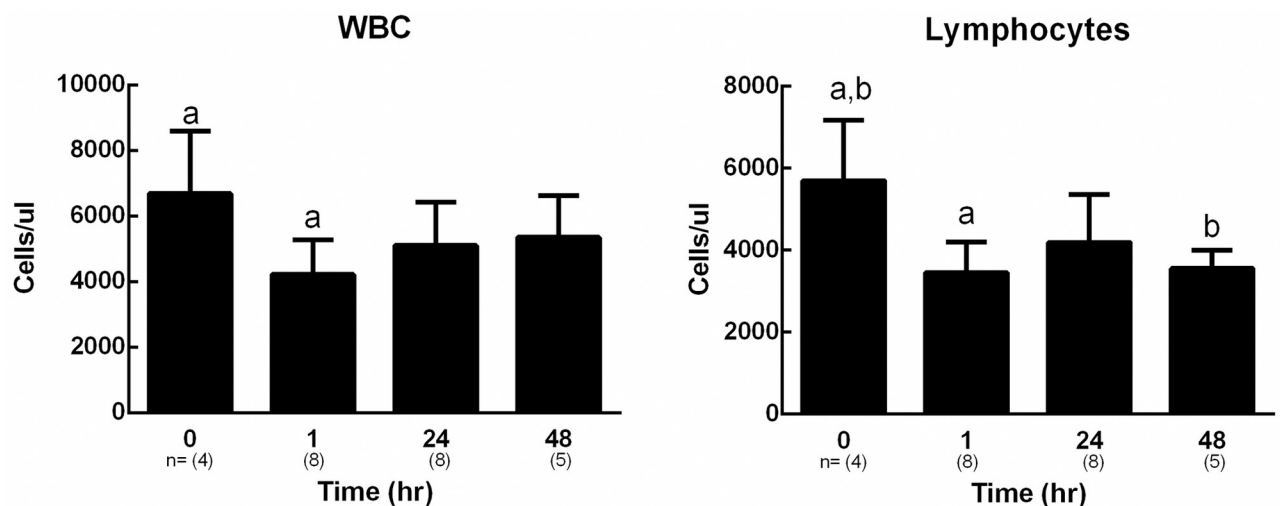 WBC
10000
8000
6000
4000
2000
0
Cells/ul
a
a
0 1 24 48
n= (4) (8) (8) (5)
Time (hr)
Lymphocytes
8000
6000
4000
2000
0
Cells/ul
a,b
a
b
0 1 24 48
n= (4) (8) (8) (5)
Time (hr)